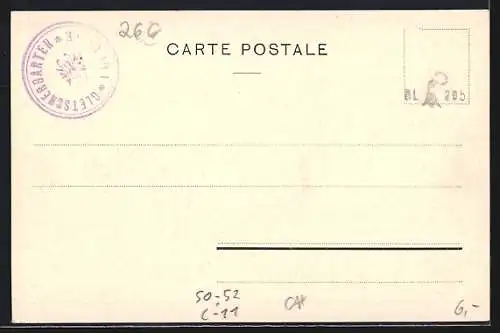 266
CARTE POSTALE
GLETSCHERGARTEN
BL 205
50-52
C-11
6,-